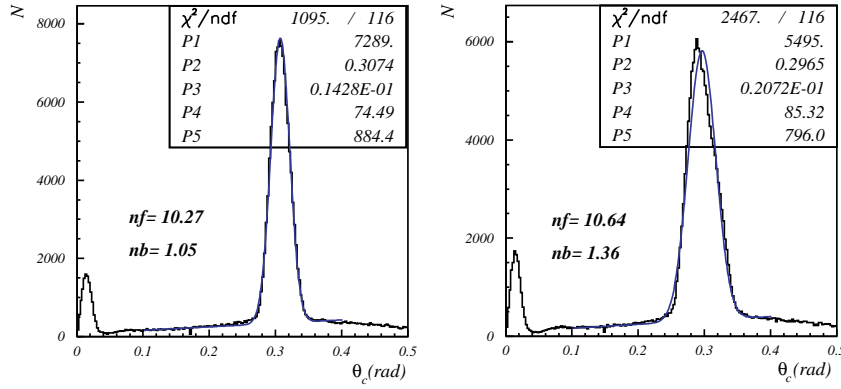 N
χ²/ndf 1095. / 116
P1 7289.
P2 0.3074
P3 0.1428E-01
P4 74.49
P5 884.4
8000
6000
4000
2000
0
nf= 10.27
nb= 1.05
0 0.1 0.2 0.3 0.4 0.5
θc(rad)
N
χ²/ndf 2467. / 116
P1 5495.
P2 0.2965
P3 0.2072E-01
P4 85.32
P5 796.0
6000
4000
2000
0
nf= 10.64
nb= 1.36
0 0.1 0.2 0.3 0.4 0.5
θc(rad)